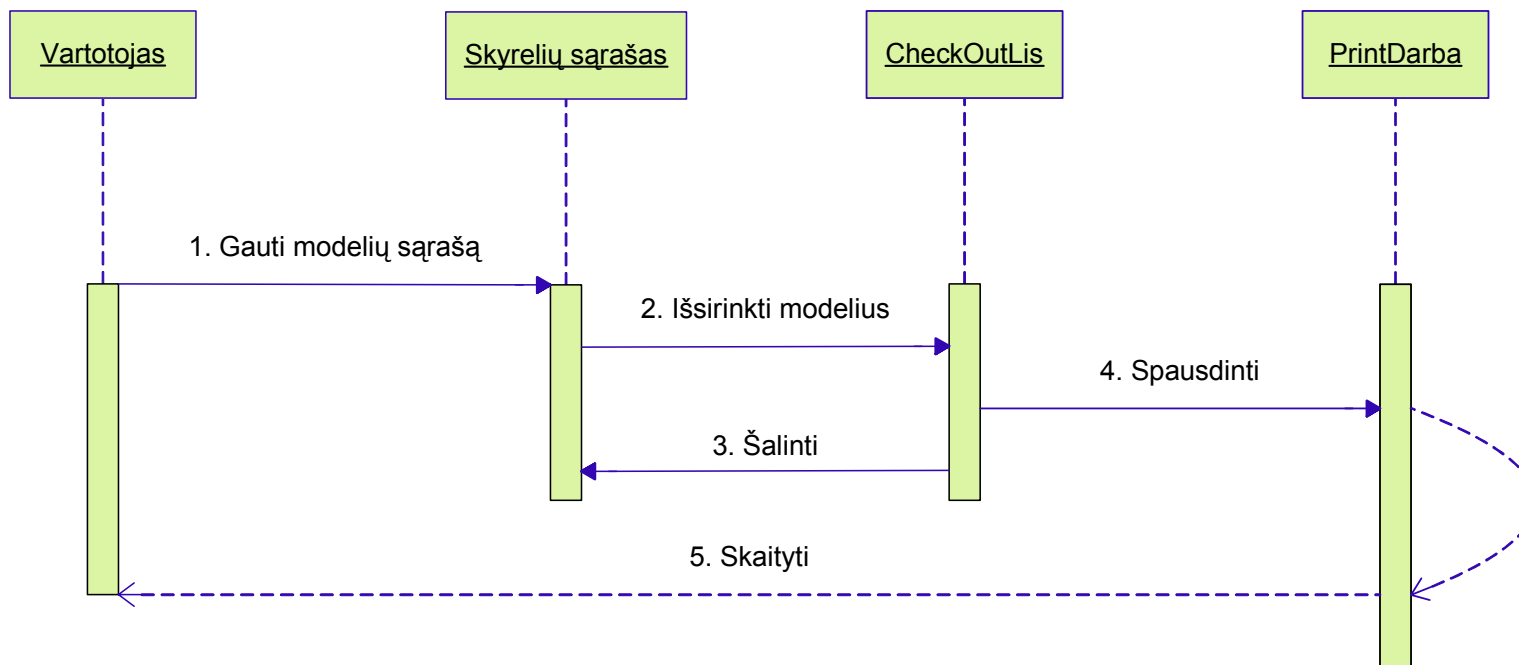 Vartotojas
Skyrelių sąrašas
CheckOutLis
PrintDarba
1. Gauti modelių sąrašą
2. Išsirinkti modelius
4. Spausdinti
3. Šalinti
5. Skaityti